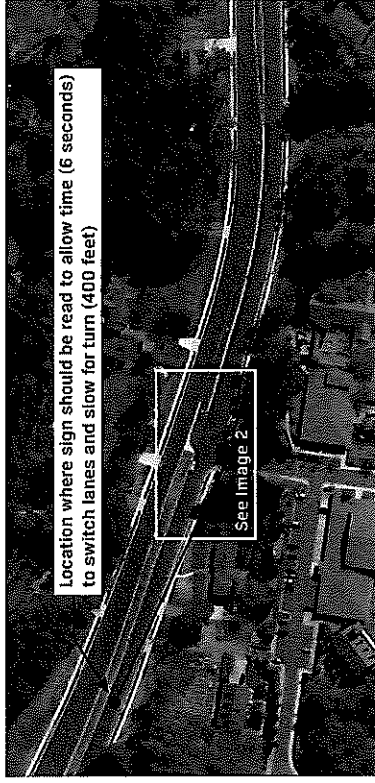 Location where sign should be read to allow time (6 seconds)
to switch lanes and slow for turn (400 feet)
See Image 2